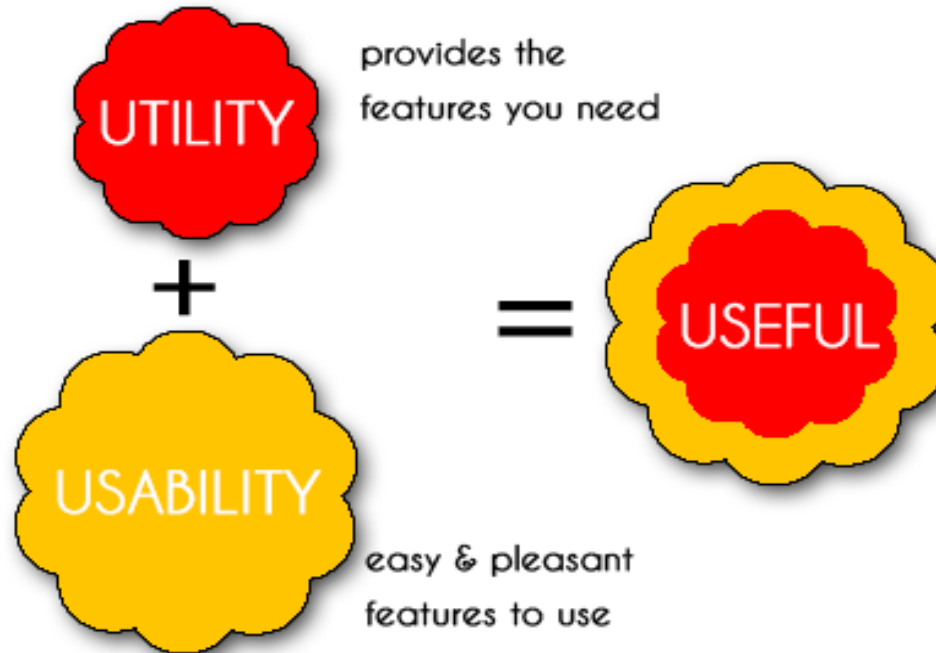 UTILITY
provides the
features you need
+
=
USEFUL
USABILITY
easy & pleasant
features to use